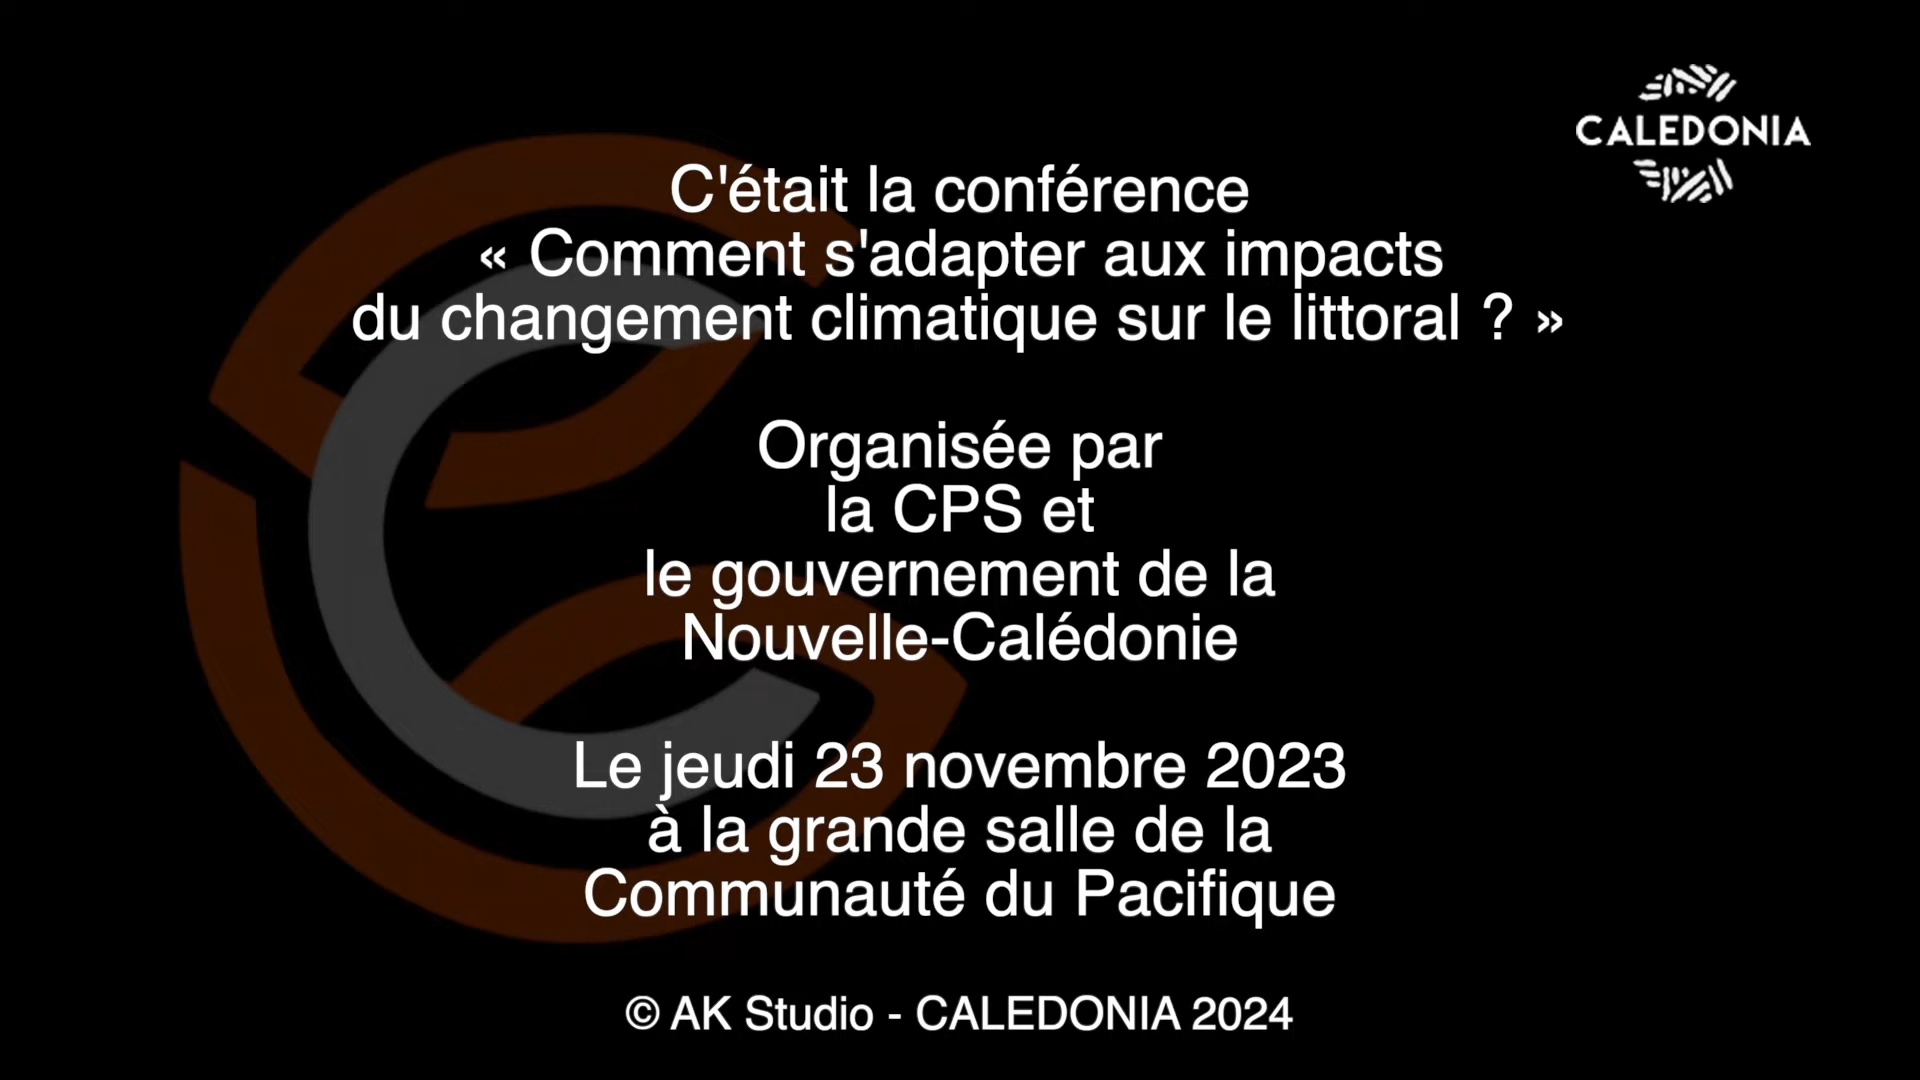 CALEDONIA
C'était la conférence
« Comment s'adapter aux impacts
du changement climatique sur le littoral ? »
Organisée par
la CPS et
le gouvernement de la
Nouvelle-Calédonie
Le jeudi 23 novembre 2023
à la grande salle de la
Communauté du Pacifique
© AK Studio - CALEDONIA 2024